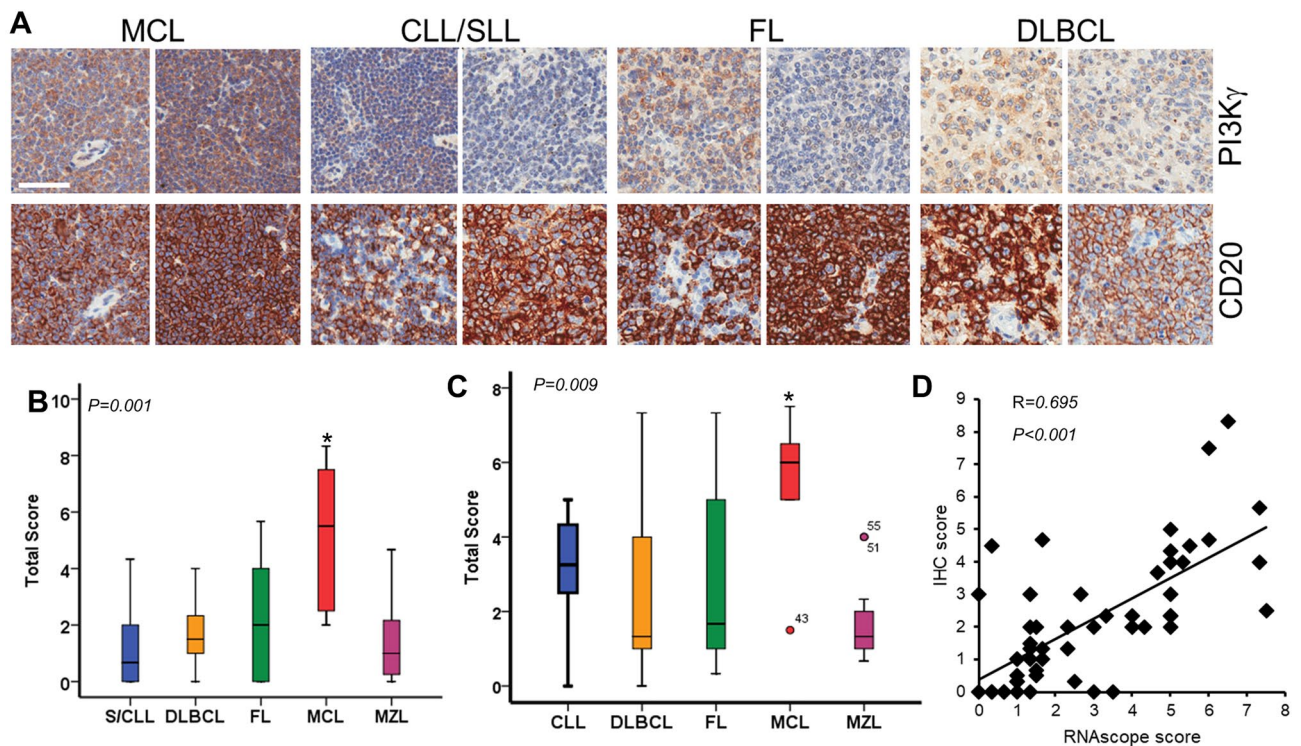 A
MCL CLL/SLL FL DLBCL
PI3Kγ
CD20
B
P=0.001
Total Score
10
8
6
4
2
0
S/CLL DLBCL FL MCL MZL
*
C
P=0.009
Total Score
8
6
4
2
0
CLL DLBCL FL MCL MZL
*
43
55
51
D
R=0.695
P<0.001
IHC score
9
8
7
6
5
4
3
2
1
0
0 1 2 3 4 5 6 7 8
RNAscope score